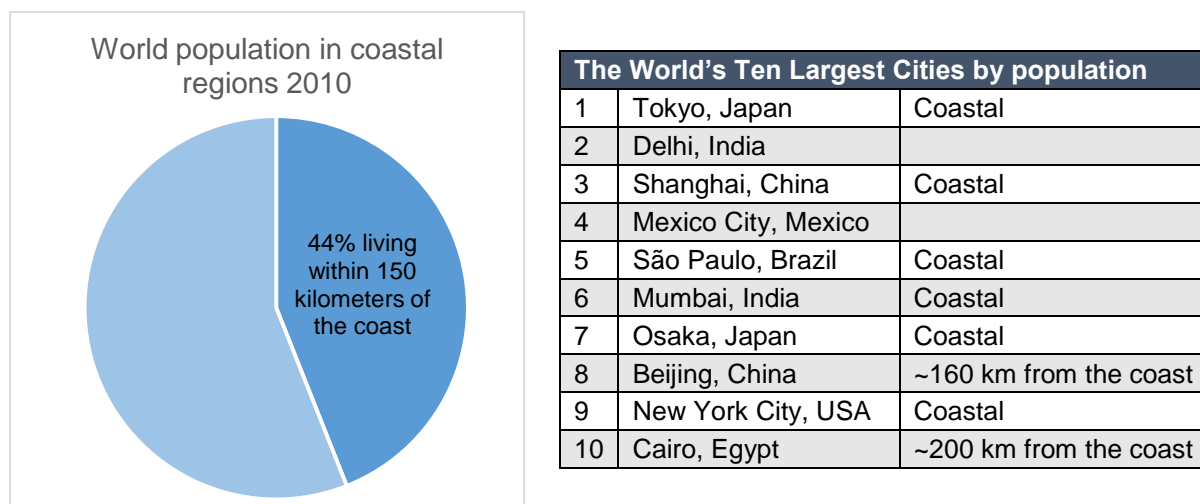 World population in coastal
regions 2010
44% living
within 150
kilometers of
the coast
The World's Ten Largest Cities by population
1 Tokyo, Japan Coastal
2 Delhi, India
3 Shanghai, China Coastal
4 Mexico City, Mexico
5 São Paulo, Brazil Coastal
6 Mumbai, India Coastal
7 Osaka, Japan Coastal
8 Beijing, China ~160 km from the coast
9 New York City, USA Coastal
10 Cairo, Egypt ~200 km from the coast